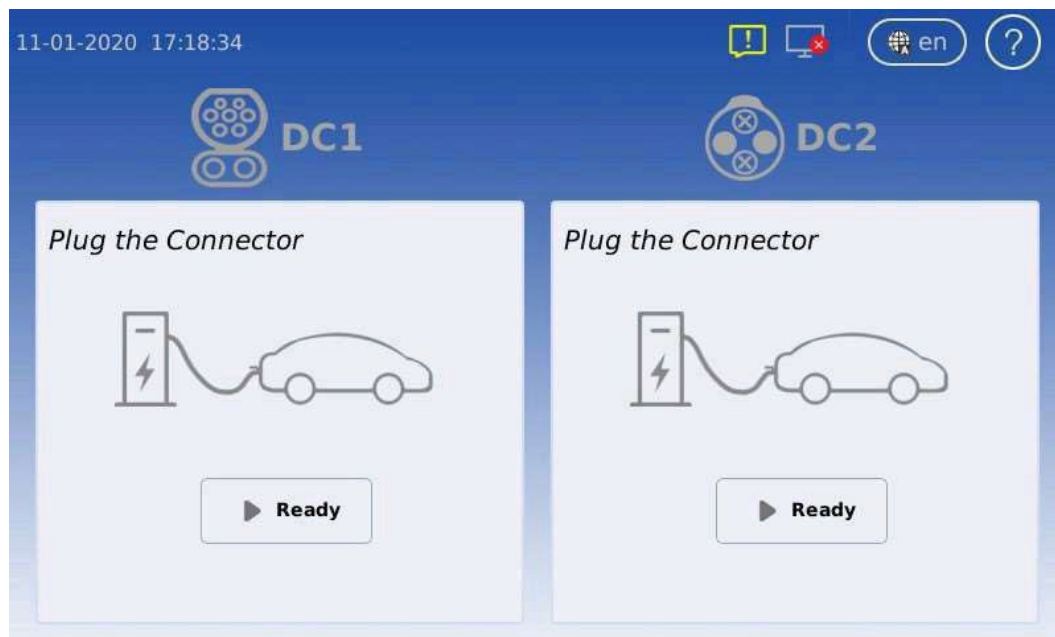 11-01-2020 17:18:34
en
?
DC1
DC2
Plug the Connector
Plug the Connector
Ready
Ready